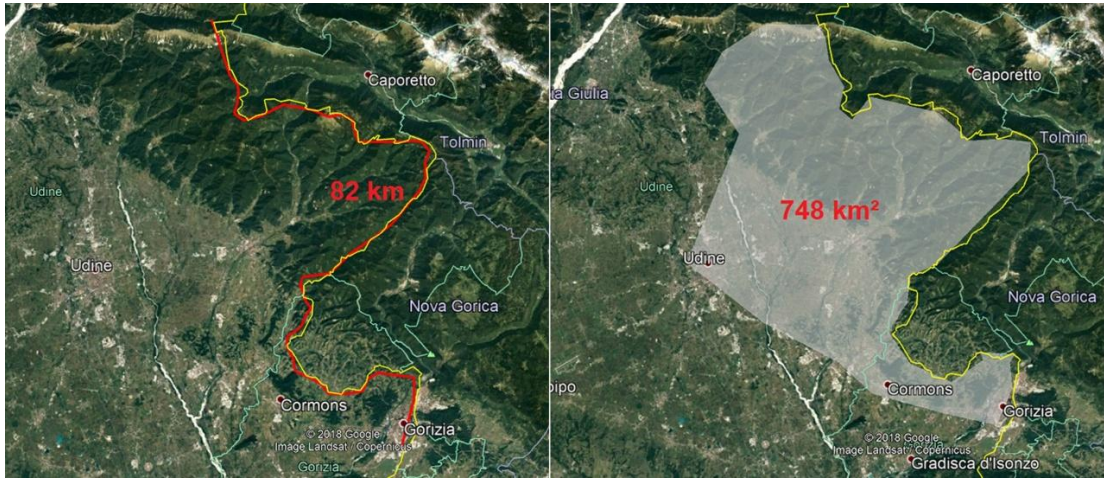 Caporetto
Tolmin
Udine
82 km
Udine
Nova Gorica
Cormons
Gorizia
© 2018 Google
Image Landsat / Copernicus
Gorizia
Caporetto
ia Giulia
Tolmin
Udine
748 km²
Udine
Nova Gorica
Cormons
Gorizia
© 2018 Google
Image Landsat / Copernicus
Gradisca d'Isonzo